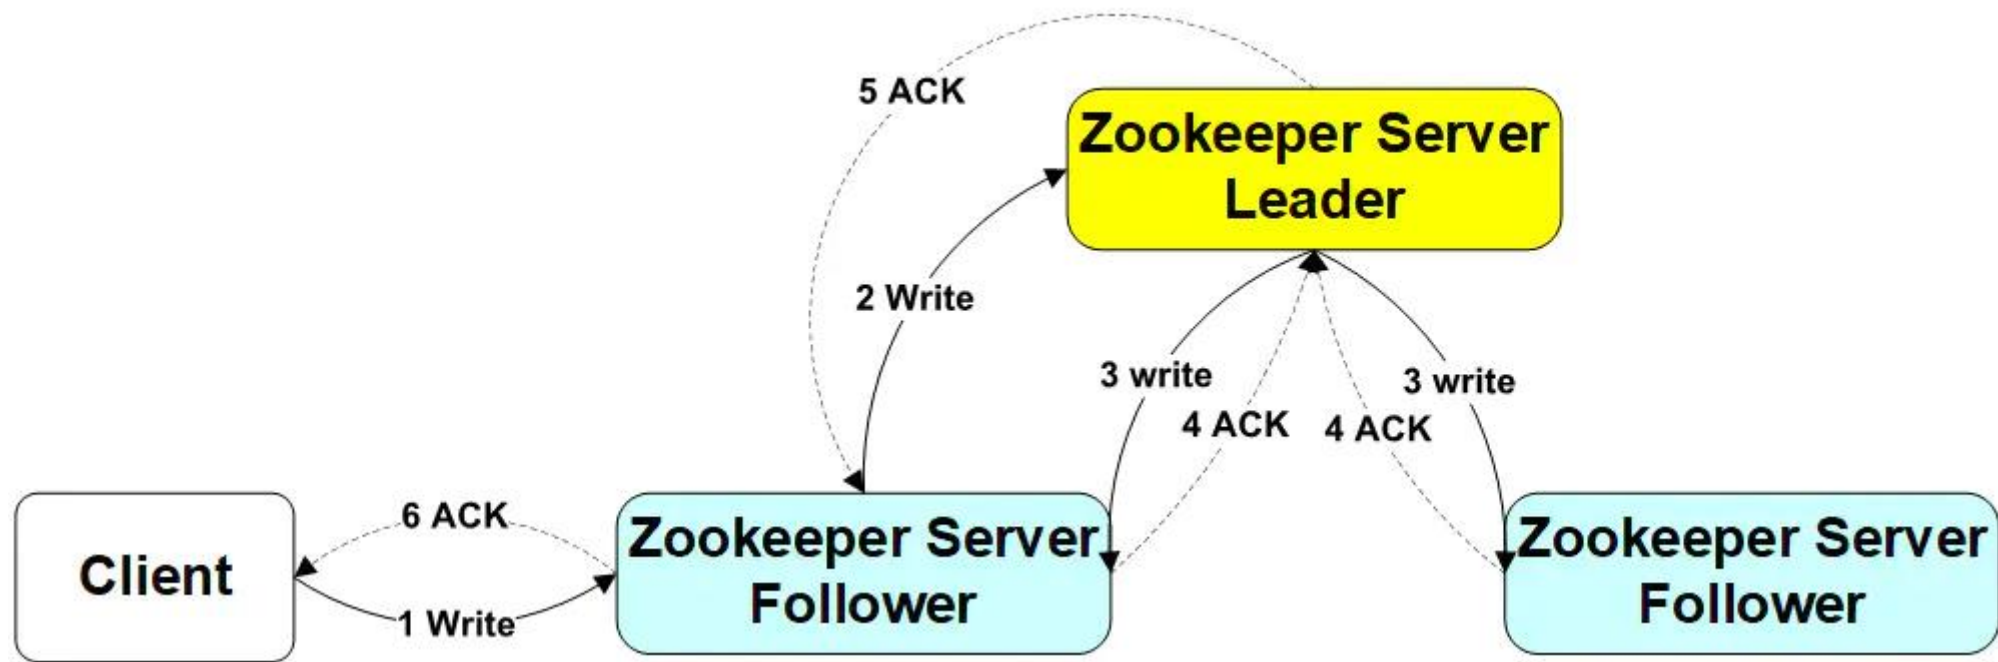 5 ACK
Zookeeper Server
Leader
2 Write
3 write
3 write
4 ACK
4 ACK
6 ACK
Client
1 Write
Zookeeper Server
Follower
Zookeeper Server
Follower